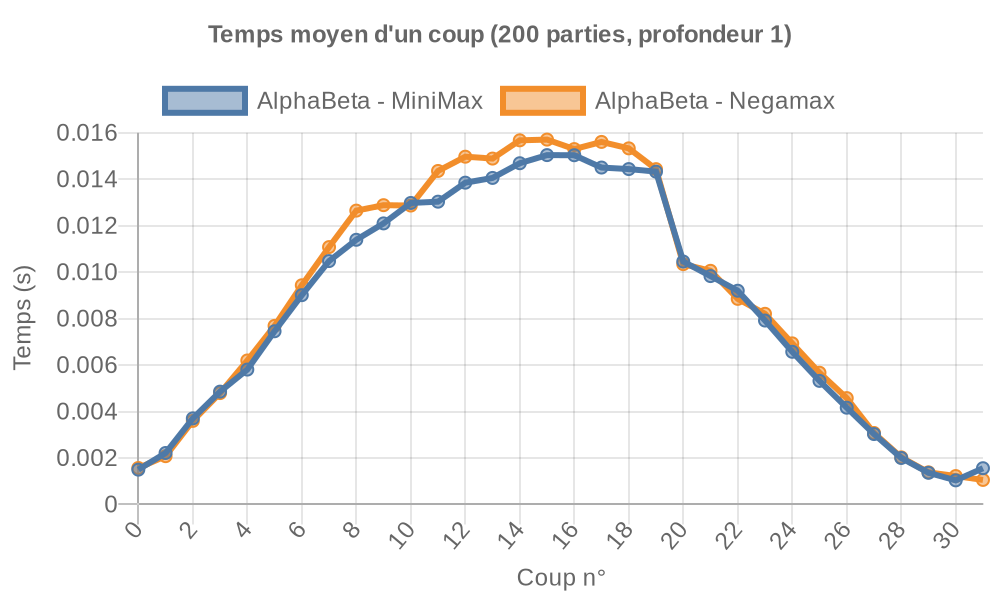 Temps moyen d'un coup (200 parties, profondeur 1)
AlphaBeta - MiniMax
AlphaBeta - Negamax
0.016
0.014
0.012
0.010
0.008
0.006
0.004
0.002
0
Temps (s)
0 2 4 6 8 10 12 14 16 18 20 22 24 26 28 30
Coup n°